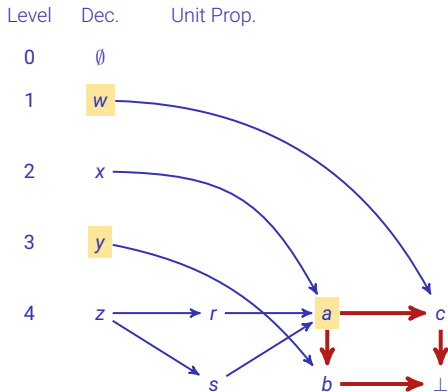 Level Dec. Unit Prop.
0 ∅
1 w
2 x
3 y
4 z r a c
s b ⊥